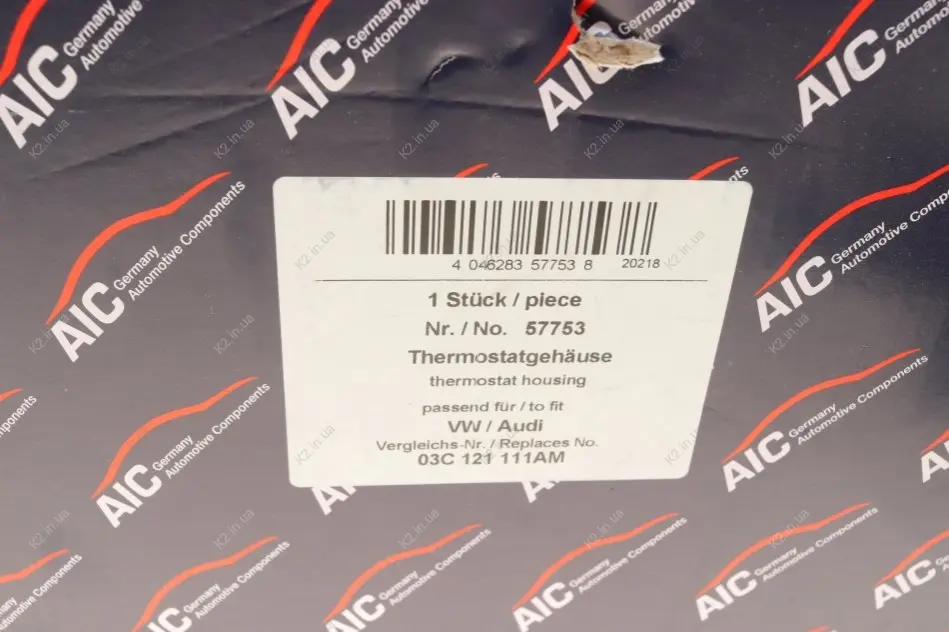 AIC Germany Automotive Components
4 046283 57753 8 20218
1 Stück / piece
Nr. / No. 57753
Thermostatgehäuse
thermostat housing
passend für / to fit
VW / Audi
Vergleichs-Nr. / Replaces No.
03C 121 111AM
K2.in.ua